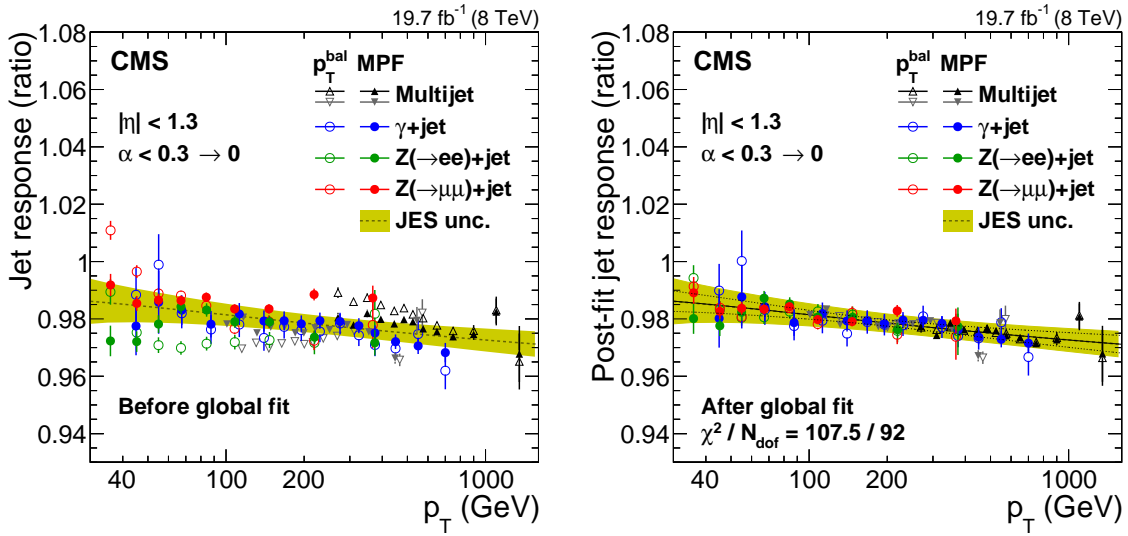 19.7 fb⁻¹ (8 TeV)
CMS
p_T^bal MPF
Multijet
|η| < 1.3
γ+jet
α < 0.3 → 0
Z(→ee)+jet
Z(→μμ)+jet
JES unc.
Before global fit
Jet response (ratio)
1.08
1.06
1.04
1.02
1
0.98
0.96
0.94
40
100
200
1000
p_T (GeV)
19.7 fb⁻¹ (8 TeV)
CMS
p_T^bal MPF
Multijet
|η| < 1.3
γ+jet
α < 0.3 → 0
Z(→ee)+jet
Z(→μμ)+jet
JES unc.
After global fit
χ² / N_dof = 107.5 / 92
Post-fit jet response (ratio)
1.08
1.06
1.04
1.02
1
0.98
0.96
0.94
40
100
200
1000
p_T (GeV)